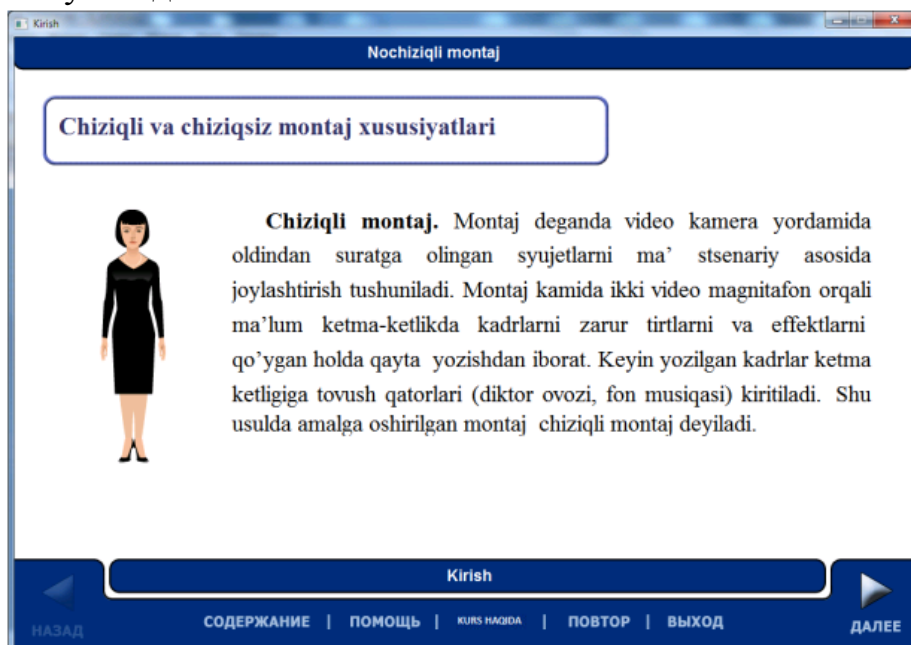 Kirish
Nochiziqli montaj
Chiziqli va chiziqsiz montaj xususiyatlari
Chiziqli montaj. Montaj deganda video kamera yordamida
oldindan suratga olingan syujetlarni ma’ stsenariy asosida
joylashtirish tushuniladi. Montaj kamida ikki video magnitafon orqali
ma’lum ketma-ketlikda kadrlarni zarur tirtlarni va effektlarni
qo’ygan holda qayta yozishdan iborat. Keyin yozilgan kadrlar ketma
ketligiga tovush qatorlari (diktor ovozi, fon musiqasi) kiritiladi. Shu
usulda amalga oshirilgan montaj chiziqli montaj deyiladi.
Kirish
НАЗАД
СОДЕРЖАНИЕ | ПОМОЩЬ | KURS HAQIDA | ПОВТОР | ВЫХОД
ДАЛЕЕ